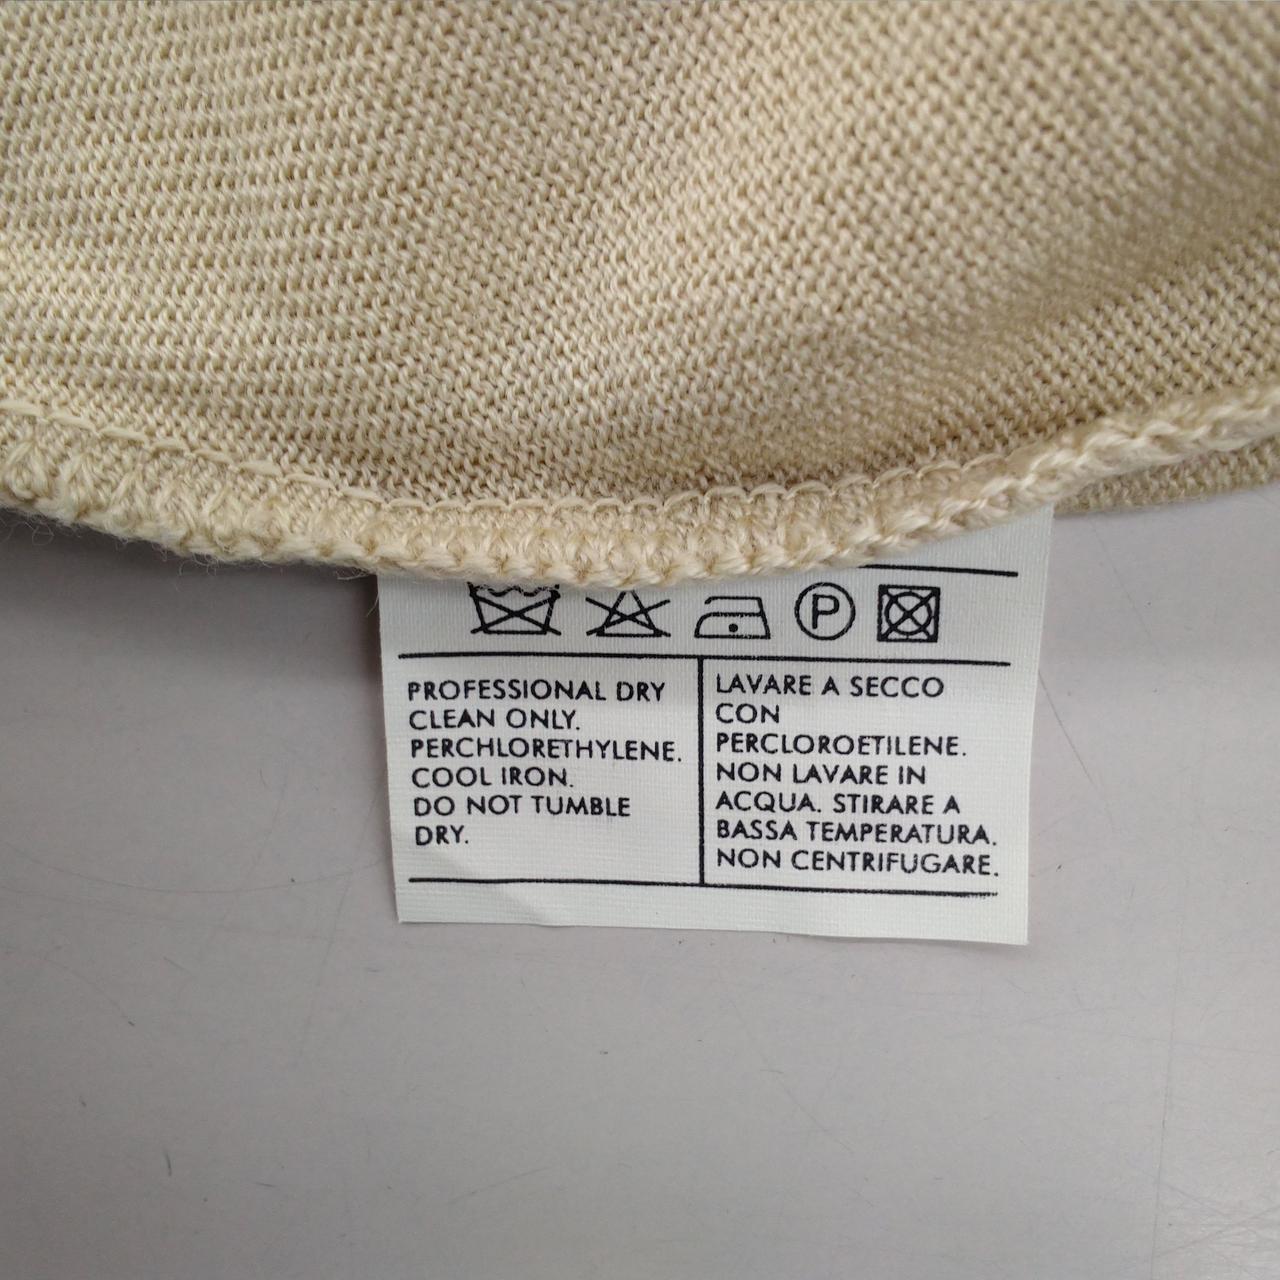 P
PROFESSIONAL DRY
CLEAN ONLY.
PERCHLORETHYLENE.
COOL IRON.
DO NOT TUMBLE
DRY.
LAVARE A SECCO
CON
PERCLOROETILENE.
NON LAVARE IN
ACQUA. STIRARE A
BASSA TEMPERATURA.
NON CENTRIFUGARE.